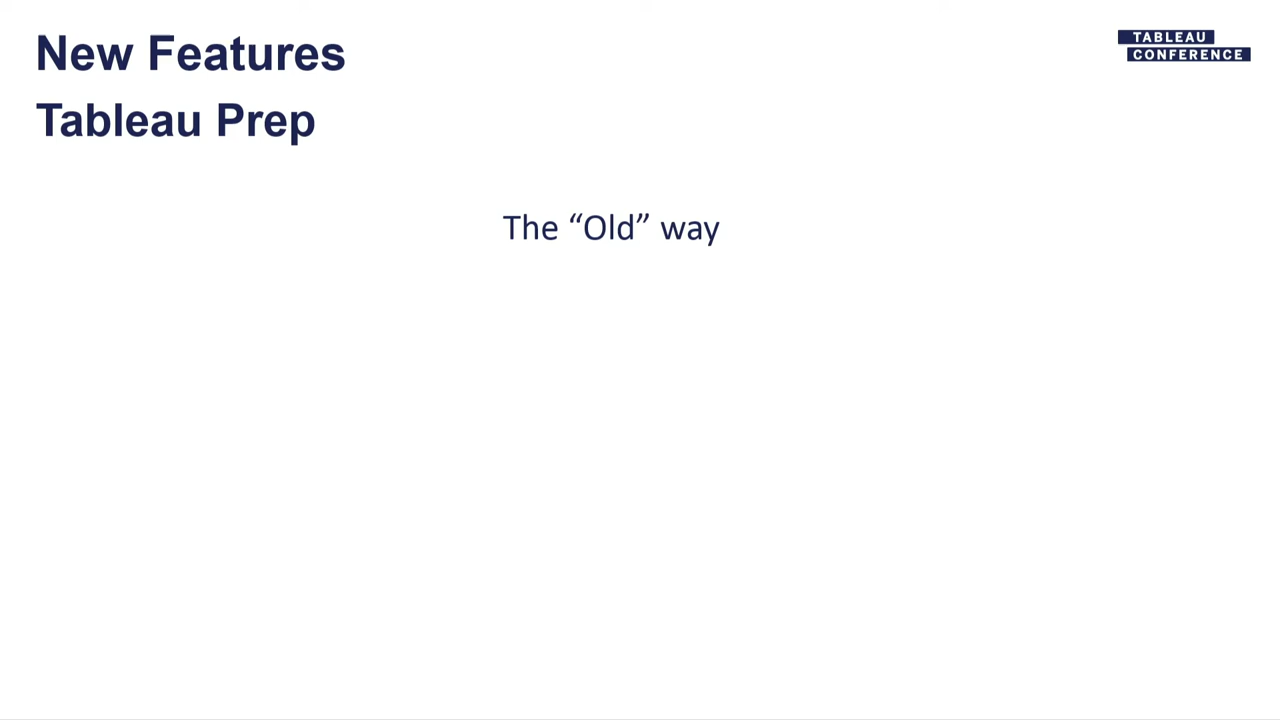 New Features
Tableau Prep
TABLEAU
CONFERENCE
The “Old” way